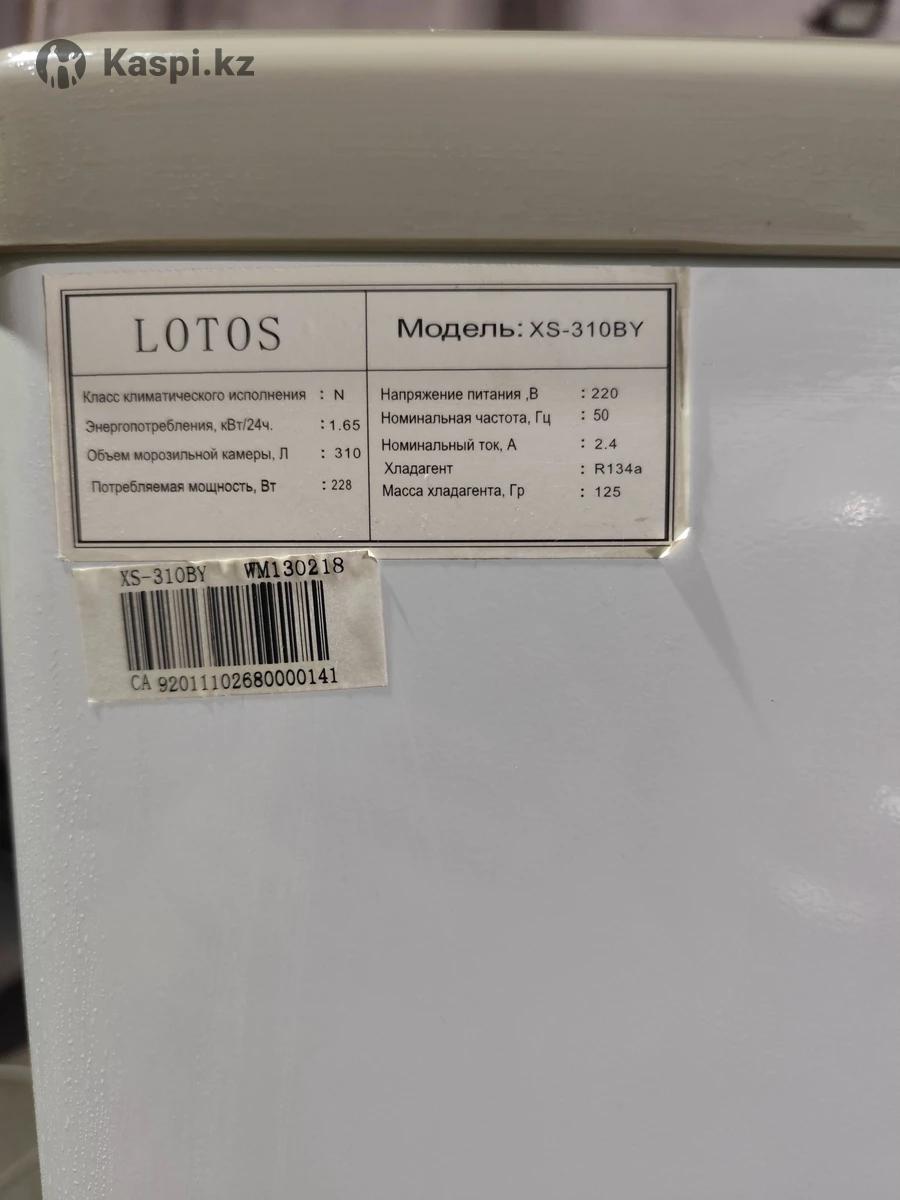 Kaspi.kz
LOTOS
Модель: XS-310BY
Класс климатического исполнения : N
Энергопотребления, кВт/24ч. : 1.65
Объем морозильной камеры, Л : 310
Потребляемая мощность, Вт : 228
Напряжение питания ,В : 220
Номинальная частота, Гц : 50
Номинальный ток, А : 2.4
Хладагент : R134a
Масса хладагента, Гр : 125
XS-310BY WM130218
CA 92011102680000141